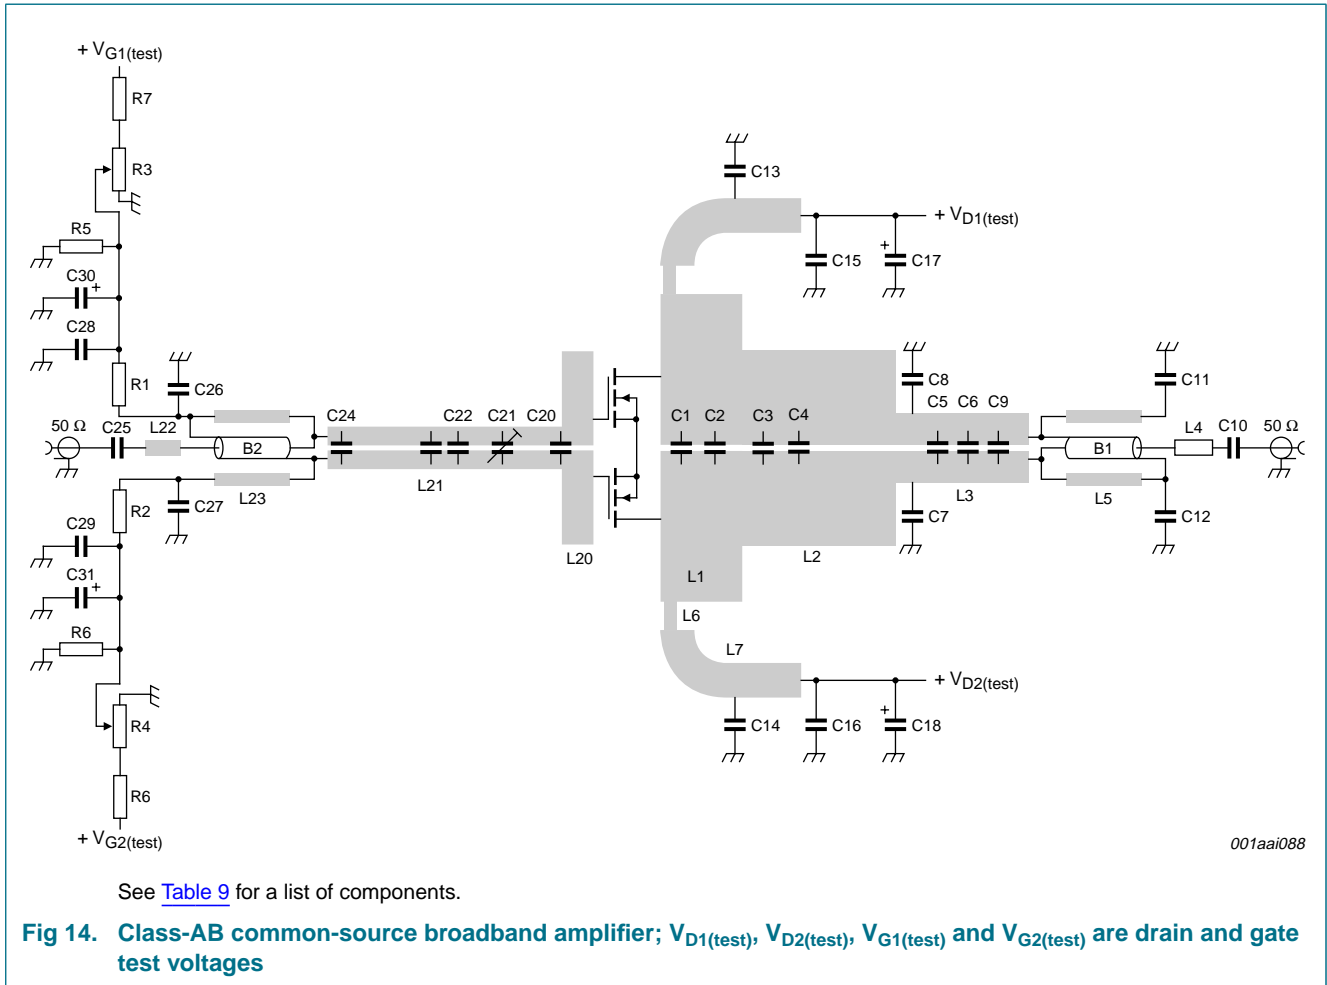 + VG1(test)
R7
R3
R5
C30
+
C28
R1
C26
50 Ω
C25
L22
B2
C24
C22
C21
C20
L21
L23
C27
R2
C29
C31
+
R6
R4
R6
+ VG2(test)
L20
C13
+ VD1(test)
C15
+
C17
C1
C2
C3
C4
C8
C5
C6
C9
C11
L4
C10
50 Ω
B1
L3
L5
C7
C12
L2
L1
L6
L7
+ VD2(test)
C14
C16
+
C18
001aai088
See Table 9 for a list of components.
Fig 14. Class-AB common-source broadband amplifier; VD1(test), VD2(test), VG1(test) and VG2(test) are drain and gate
test voltages